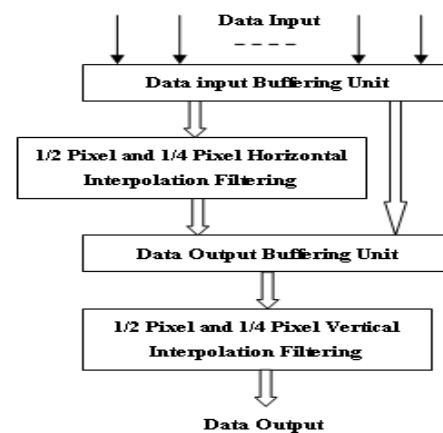 Data Input
Data input Buffering Unit
1/2 Pixel and 1/4 Pixel Horizontal
Interpolation Filtering
Data Output Buffering Unit
1/2 Pixel and 1/4 Pixel Vertical
Interpolation Filtering
Data Output